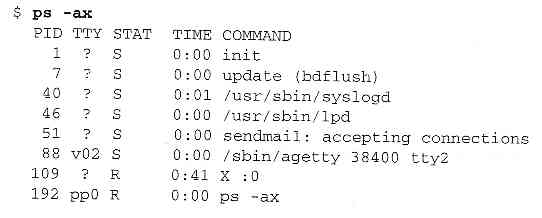 $ ps -ax
PID TTY STAT TIME COMMAND
1 ? S 0:00 init
7 ? S 0:00 update (bdflush)
40 ? S 0:01 /usr/sbin/syslogd
46 ? S 0:00 /usr/sbin/lpd
51 ? S 0:00 sendmail: accepting connections
88 v02 S 0:00 /sbin/agetty 38400 tty2
109 ? R 0:41 X :0
192 pp0 R 0:00 ps -ax